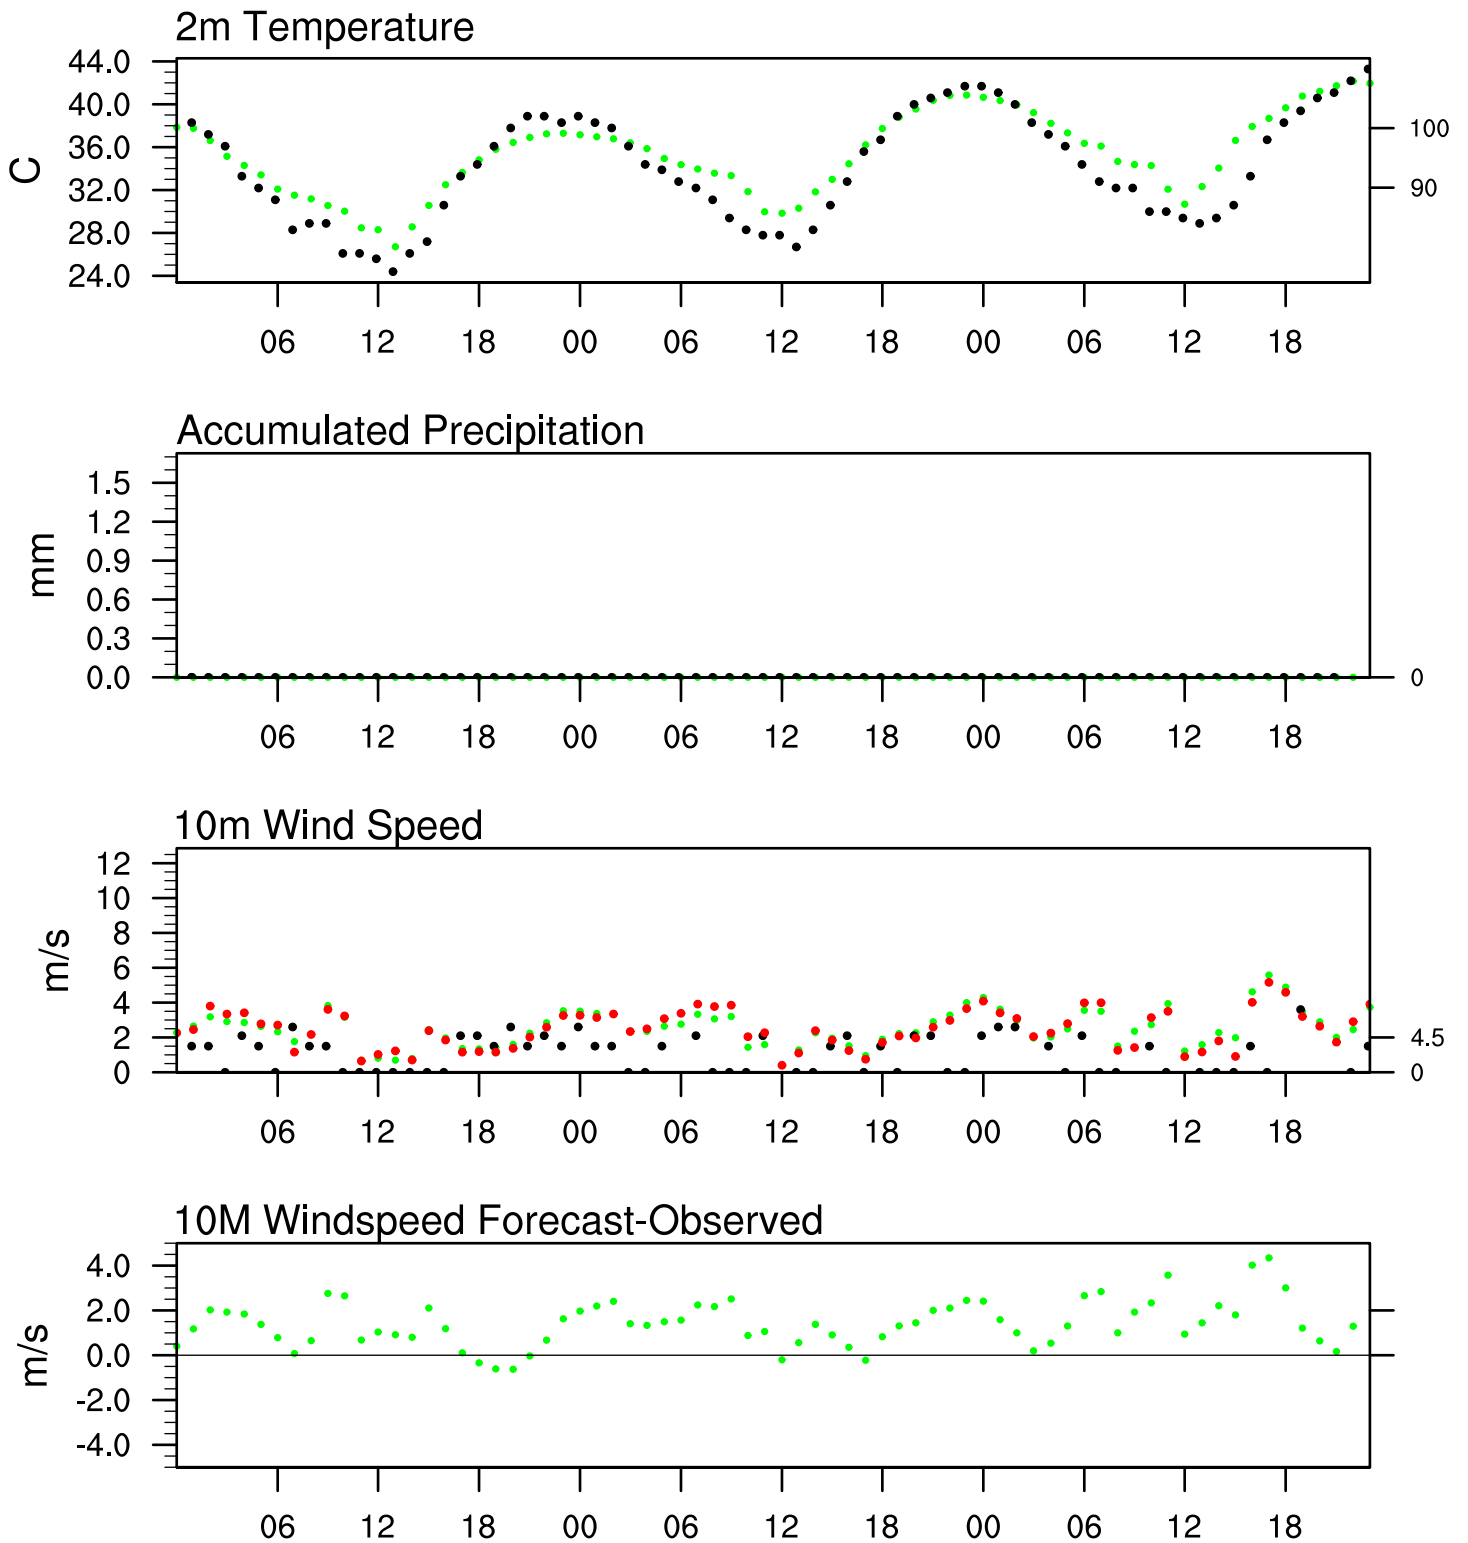 2m Temperature
44.0
40.0
36.0
32.0
28.0
24.0
C
100
90
06 12 18 00 06 12 18 00 06 12 18
Accumulated Precipitation
1.5
1.2
0.9
0.6
0.3
0.0
mm
0
06 12 18 00 06 12 18 00 06 12 18
10m Wind Speed
12
10
8
6
4
2
0
m/s
4.5
0
06 12 18 00 06 12 18 00 06 12 18
10M Windspeed Forecast-Observed
4.0
2.0
0.0
-2.0
-4.0
m/s
06 12 18 00 06 12 18 00 06 12 18